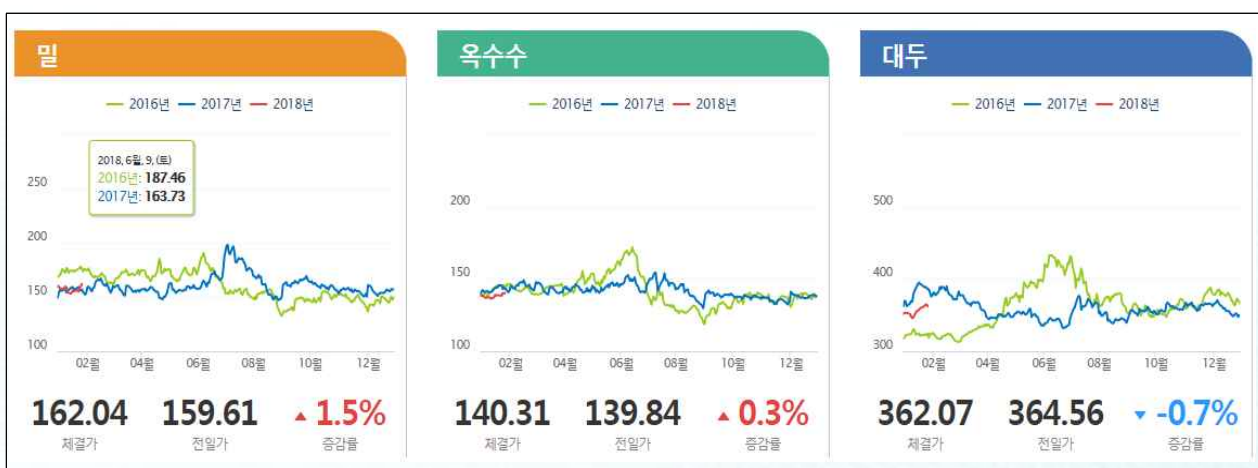 밀
2016년 2017년 2018년
2018, 6월, 9, (토)
2016년: 187.46
2017년: 163.73
250
200
150
100
02월 04월 06월 08월 10월 12월
162.04 159.61 ▲ 1.5%
체결가 전일가 증감률
옥수수
2016년 2017년 2018년
200
150
100
02월 04월 06월 08월 10월 12월
140.31 139.84 ▲ 0.3%
체결가 전일가 증감률
대두
2016년 2017년 2018년
500
400
300
02월 04월 06월 08월 10월 12월
362.07 364.56 ▼ -0.7%
체결가 전일가 증감률